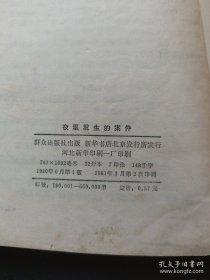 夜里发生的案件
群众出版社出版 新华书店北京发行所发行
河北新华印刷一厂印刷
787×1092毫米 32开本 7印张 148千字
1980年6月第1版 1981年3月第2次印刷
印数：180,001—660,000册 定价：0.57元